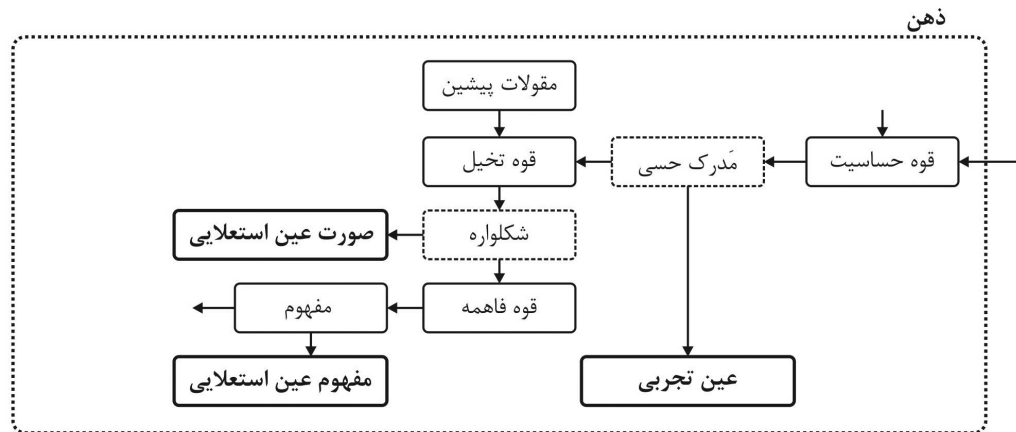 ذهن
مقولات پیشین
قوه حساسیت
مَدرک حسی
قوه تخیل
شکلواره
صورت عین استعلایی
قوه فاهمه
مفهوم
عین تجربی
مفهوم عین استعلایی